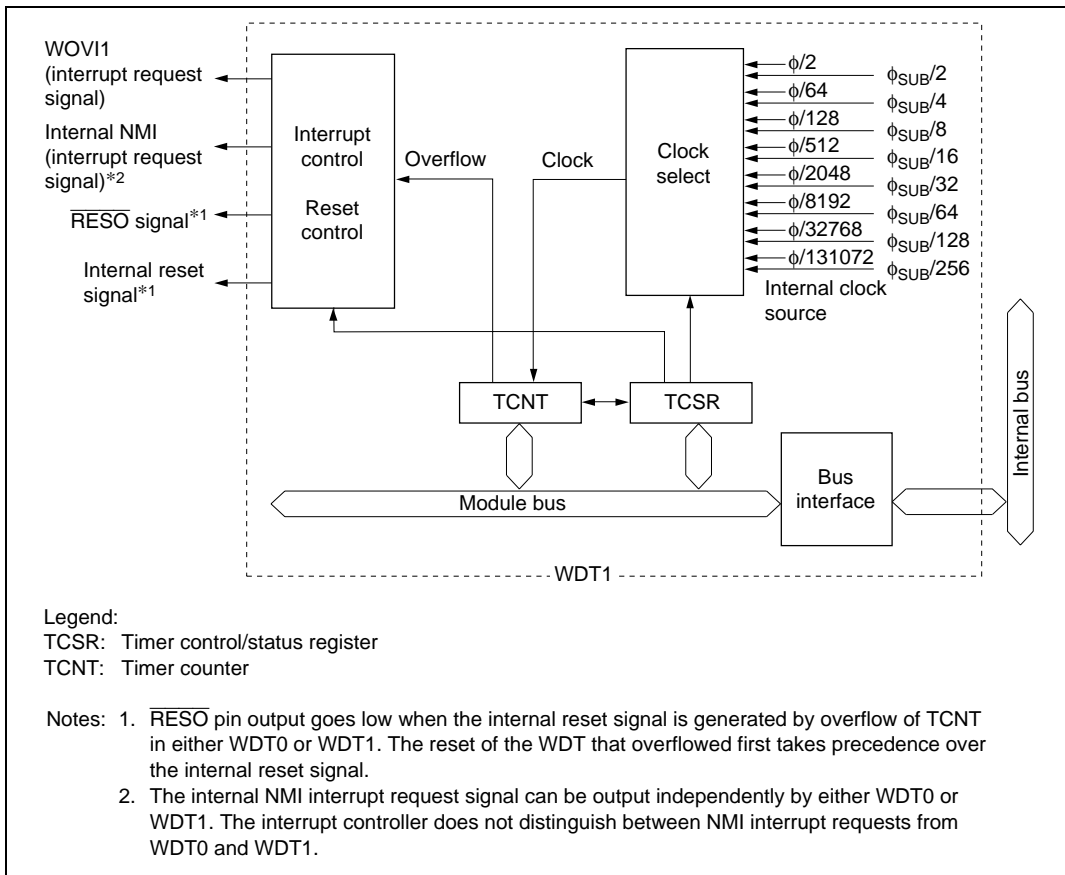 WOVI1
(interrupt request
signal)
Internal NMI
(interrupt request
signal)*2
RESO signal*1
Internal reset
signal*1
Interrupt
control
Reset
control
Overflow
Clock
Clock
select
ϕ/2
ϕSUB/2
ϕ/64
ϕSUB/4
ϕ/128
ϕSUB/8
ϕ/512
ϕSUB/16
ϕ/2048
ϕSUB/32
ϕ/8192
ϕSUB/64
ϕ/32768
ϕSUB/128
ϕ/131072
ϕSUB/256
Internal clock
source
TCNT
TCSR
Module bus
Bus
interface
Internal bus
WDT1
Legend:
TCSR: Timer control/status register
TCNT: Timer counter
Notes: 1. RESO pin output goes low when the internal reset signal is generated by overflow of TCNT
in either WDT0 or WDT1. The reset of the WDT that overflowed first takes precedence over
the internal reset signal.
2. The internal NMI interrupt request signal can be output independently by either WDT0 or
WDT1. The interrupt controller does not distinguish between NMI interrupt requests from
WDT0 and WDT1.